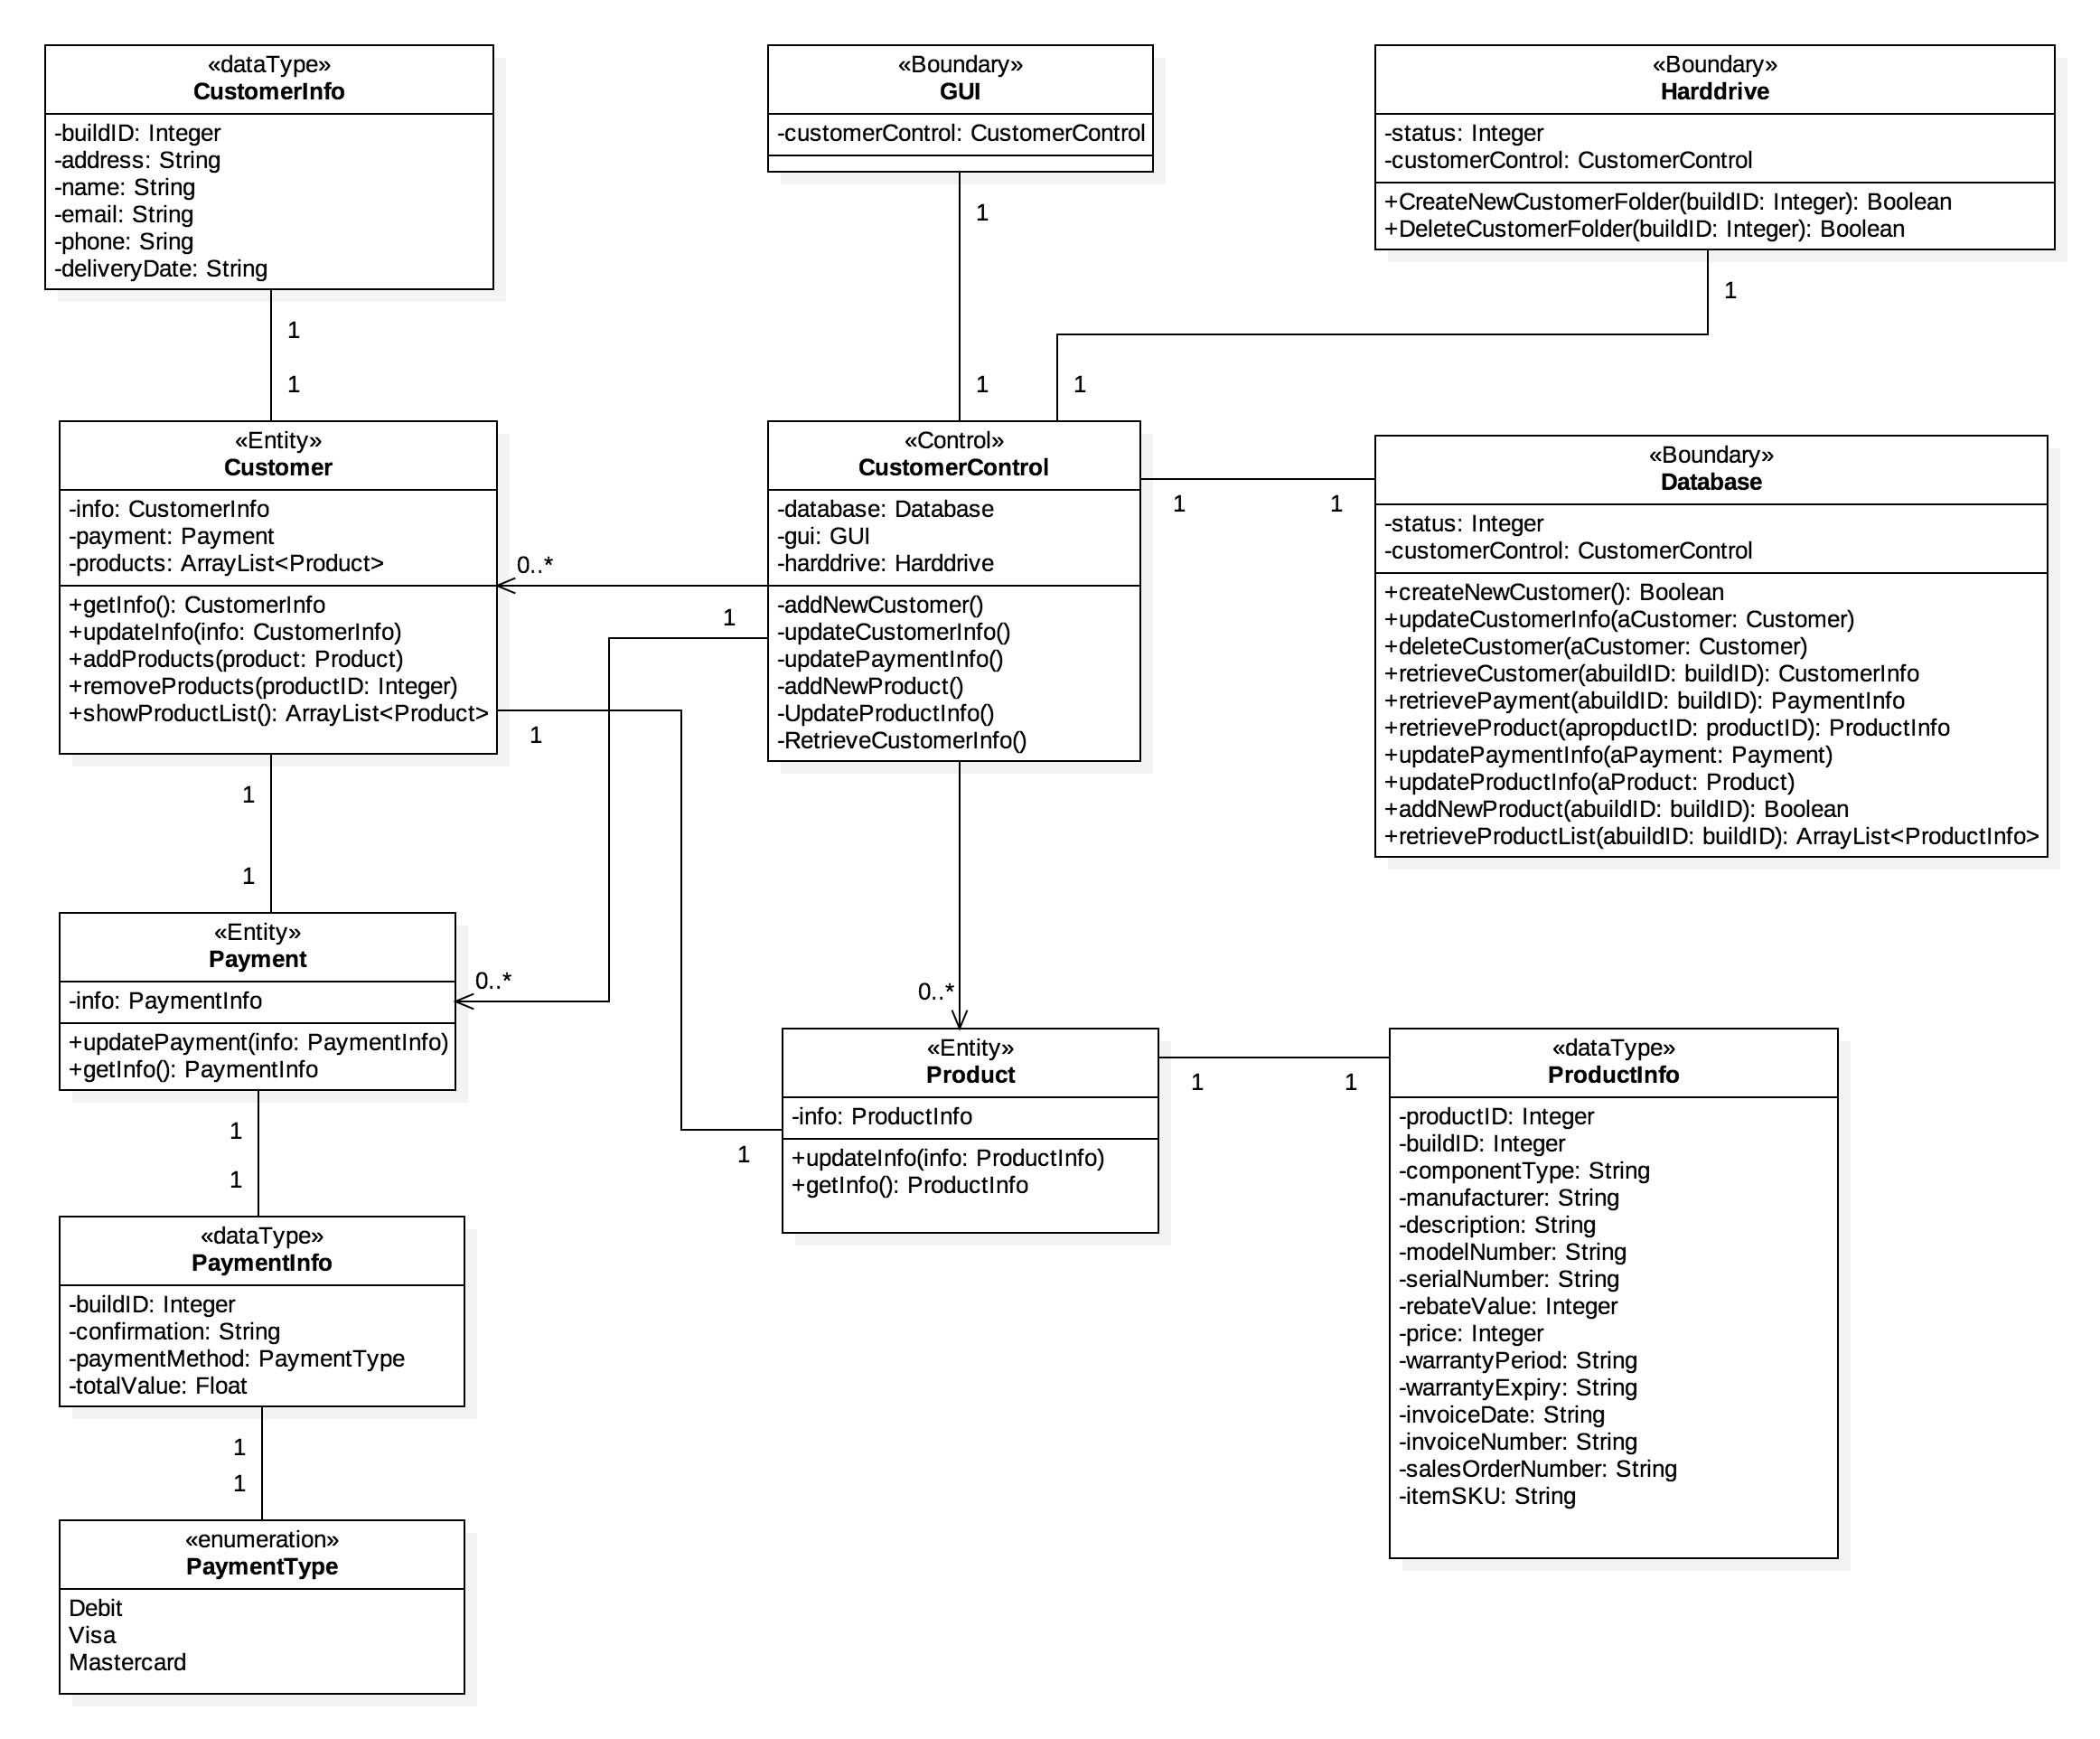 «dataType»
CustomerInfo
-buildID: Integer
-address: String
-name: String
-email: String
-phone: Sring
-deliveryDate: String
1
1
«Boundary»
GUI
-customerControl: CustomerControl
1
1
«Boundary»
Harddrive
-status: Integer
-customerControl: CustomerControl
+CreateNewCustomerFolder(buildID: Integer): Boolean
+DeleteCustomerFolder(buildID: Integer): Boolean
1
1
«Entity»
Customer
-info: CustomerInfo
-payment: Payment
-products: ArrayList<Product>
+getInfo(): CustomerInfo
+updateInfo(info: CustomerInfo)
+addProducts(product: Product)
+removeProducts(productID: Integer)
+showProductList(): ArrayList<Product>
0..*
1
1
«Control»
CustomerControl
-database: Database
-gui: GUI
-harddrive: Harddrive
-addNewCustomer()
-updateCustomerInfo()
-updatePaymentInfo()
-addNewProduct()
-UpdateProductInfo()
-RetrieveCustomerInfo()
1
1
«Boundary»
Database
-status: Integer
-customerControl: CustomerControl
+createNewCustomer(): Boolean
+updateCustomerInfo(aCustomer: Customer)
+deleteCustomer(aCustomer: Customer)
+retrieveCustomer(abuildID: buildID): CustomerInfo
+retrievePayment(abuildID: buildID): PaymentInfo
+retrieveProduct(apropductID: productID): ProductInfo
+updatePaymentInfo(aPayment: Payment)
+updateProductInfo(aProduct: Product)
+addNewProduct(abuildID: buildID): Boolean
+retrieveProductList(abuildID: buildID): ArrayList<ProductInfo>
1
1
«Entity»
Payment
-info: PaymentInfo
+updatePayment(info: PaymentInfo)
+getInfo(): PaymentInfo
0..*
1
1
0..*
«Entity»
Product
-info: ProductInfo
+updateInfo(info: ProductInfo)
+getInfo(): ProductInfo
1
1
1
«dataType»
ProductInfo
-productID: Integer
-buildID: Integer
-componentType: String
-manufacturer: String
-description: String
-modelNumber: String
-serialNumber: String
-rebateValue: Integer
-price: Integer
-warrantyPeriod: String
-warrantyExpiry: String
-invoiceDate: String
-invoiceNumber: String
-salesOrderNumber: String
-itemSKU: String
«dataType»
PaymentInfo
-buildID: Integer
-confirmation: String
-paymentMethod: PaymentType
-totalValue: Float
1
1
«enumeration»
PaymentType
Debit
Visa
Mastercard